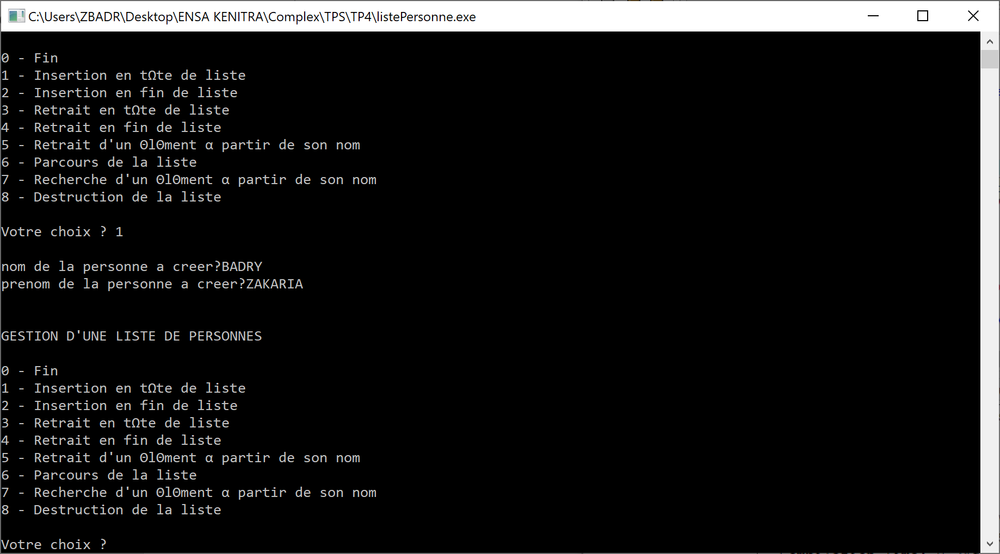 C:\Users\ZBADR\Desktop\ENSA KENITRA\Complex\TPS\TP4\listePersonne.exe
0 - Fin
1 - Insertion en tΩte de liste
2 - Insertion en fin de liste
3 - Retrait en tΩte de liste
4 - Retrait en fin de liste
5 - Retrait d'un ΘlΘment α partir de son nom
6 - Parcours de la liste
7 - Recherche d'un ΘlΘment α partir de son nom
8 - Destruction de la liste
Votre choix ? 1
nom de la personne a creer?BADRY
prenom de la personne a creer?ZAKARIA
GESTION D'UNE LISTE DE PERSONNES
0 - Fin
1 - Insertion en tΩte de liste
2 - Insertion en fin de liste
3 - Retrait en tΩte de liste
4 - Retrait en fin de liste
5 - Retrait d'un ΘlΘment α partir de son nom
6 - Parcours de la liste
7 - Recherche d'un ΘlΘment α partir de son nom
8 - Destruction de la liste
Votre choix ?